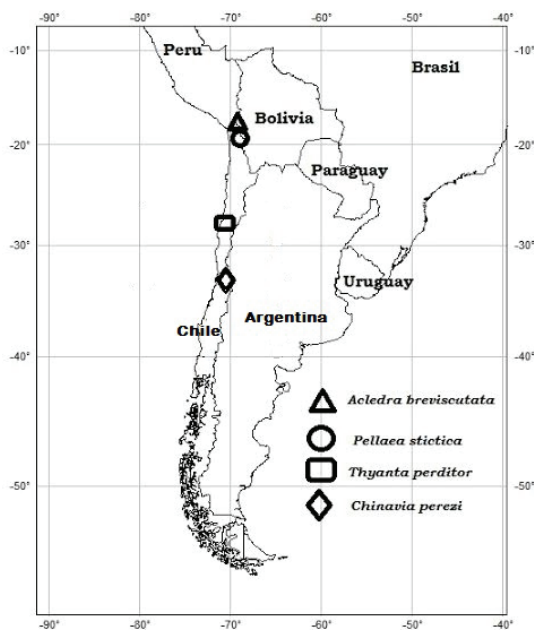 -90° -80° -70° -60° -50° -40°
Peru
-10° -10°
Brasil
Bolivia
-20° -20°
Paraguay
-30° -30°
Uruguay
Argentina
Chile
-40° -40°
Acledra breviscutata
Pellaea stictica
Thyanta perditor
-50° -50°
Chinavia perezi
-90° -80° -70° -60° -50° -40°